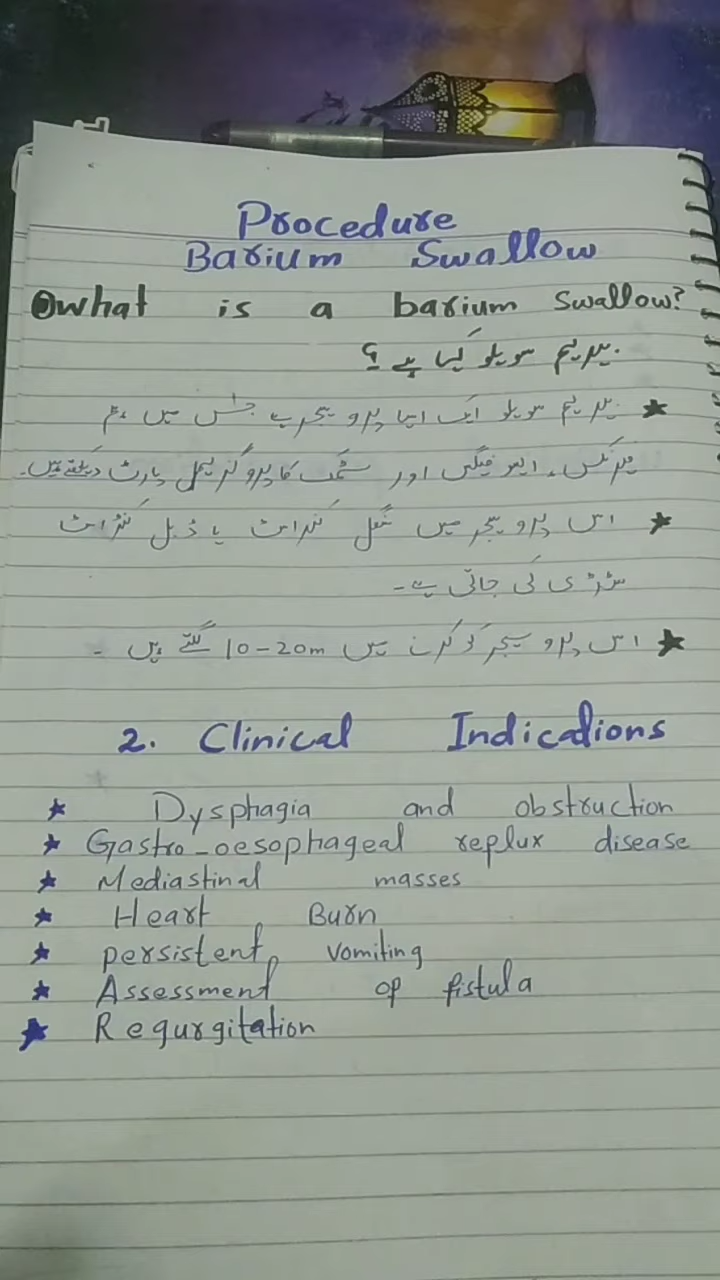 Procedure
Barium Swallow
①what is a barium swallow?
بیریم سویلو کیا ہے؟
★ بیریم سویلو ایک ایسا پروسیجر ہے جس میں ہم
فیرنکس، ایسوفیگس اور سٹمک کا پروگزیمل پارٹ دیکھتے ہیں۔
★ اس پروسیجر میں سنگل کنٹراسٹ یا ڈبل کنٹراسٹ
سٹڈی کی جاتی ہے۔
★ اس پروسیجر کو کرنے میں 10-20m لگتے ہیں۔
2. Clinical Indications
★ Dysphagia and obstruction
★ Gastro-oesophageal reflux disease
★ Mediastinal masses
★ Heart Burn
★ persistent vomiting
★ Assessment of fistula
★ Regurgitation